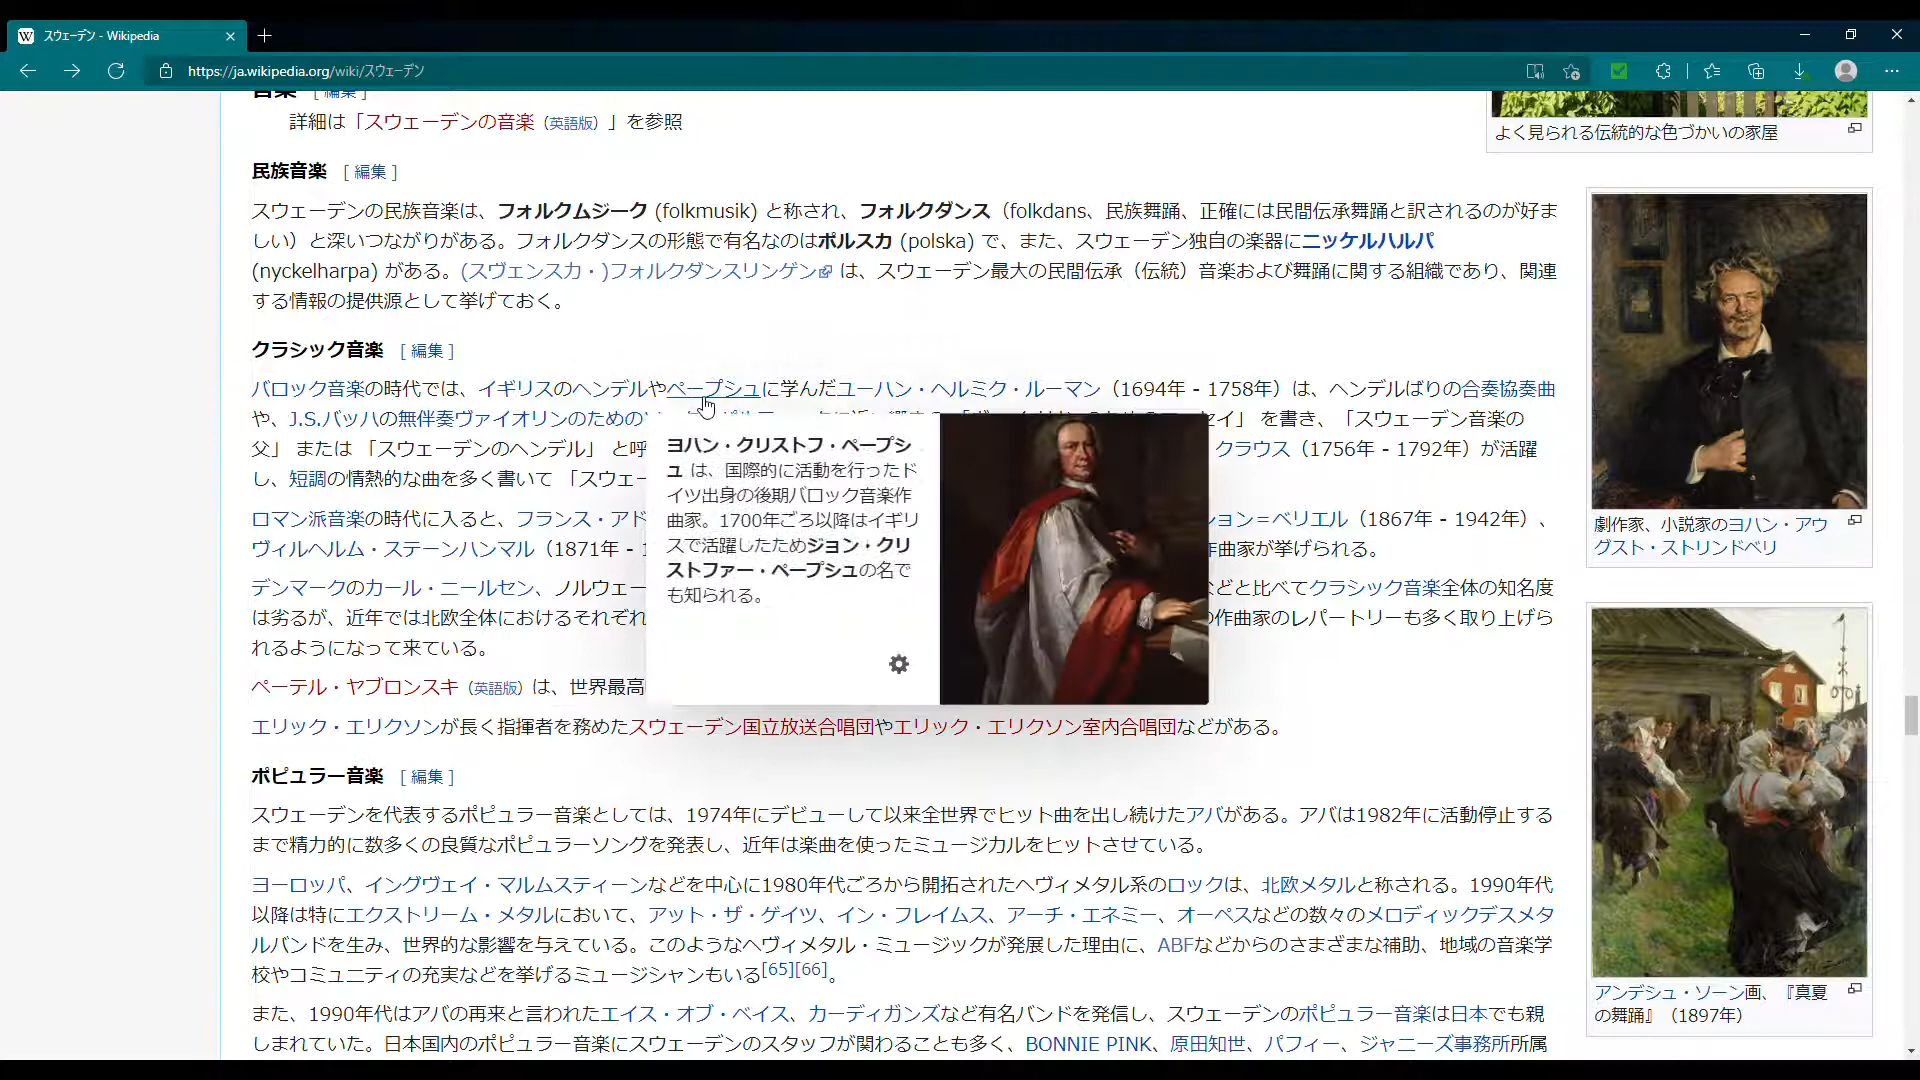 スウェーデン - Wikipedia
https://ja.wikipedia.org/wiki/スウェーデン
音楽 [ 編集 ]
詳細は「スウェーデンの音楽（英語版）」を参照
民族音楽 [ 編集 ]
スウェーデンの民族音楽は、フォルクムジーク (folkmusik) と称され、フォルクダンス（folkdans、民族舞踊、正確には民間伝承舞踊と訳されるのが好ま
しい）と深いつながりがある。フォルクダンスの形態で有名なのはポルスカ (polska) で、また、スウェーデン独自の楽器にニッケルハルパ
(nyckelharpa) がある。(スヴェンスカ・)フォルクダンスリンゲン は、スウェーデン最大の民間伝承（伝統）音楽および舞踊に関する組織であり、関連
する情報の提供源として挙げておく。
クラシック音楽 [ 編集 ]
バロック音楽の時代では、イギリスのヘンデルやペープシュに学んだユーハン・ヘルミク・ルーマン（1694年 - 1758年）は、ヘンデルばりの合奏協奏曲
や、J.S.バッハの無伴奏ヴァイオリンのための セイ」 を書き、「スウェーデン音楽の
父」 または 「スウェーデンのヘンデル」 と呼 クラウス（1756年 - 1792年）が活躍
し、短調の情熱的な曲を多く書いて 「スウェー
ロマン派音楽の時代に入ると、フランス・アド ション＝ベリエル（1867年 - 1942年）、
ヴィルヘルム・ステーンハンマル（1871年 - 1 作曲家が挙げられる。
デンマークのカール・ニールセン、ノルウェー などと比べてクラシック音楽全体の知名度
は劣るが、近年では北欧全体におけるそれぞれ の作曲家のレパートリーも多く取り上げら
れるようになって来ている。
ペーテル・ヤブロンスキ（英語版）は、世界最高
エリック・エリクソンが長く指揮者を務めたスウェーデン国立放送合唱団やエリック・エリクソン室内合唱団などがある。
ヨハン・クリストフ・ペープシ
ュ は、国際的に活動を行ったド
イツ出身の後期バロック音楽作
曲家。1700年ごろ以降はイギリ
スで活躍したためジョン・クリ
ストファー・ペープシュの名で
も知られる。
ポピュラー音楽 [ 編集 ]
スウェーデンを代表するポピュラー音楽としては、1974年にデビューして以来全世界でヒット曲を出し続けたアバがある。アバは1982年に活動停止する
まで精力的に数多くの良質なポピュラーソングを発表し、近年は楽曲を使ったミュージカルをヒットさせている。
ヨーロッパ、イングヴェイ・マルムスティーンなどを中心に1980年代ごろから開拓されたヘヴィメタル系のロックは、北欧メタルと称される。1990年代
以降は特にエクストリーム・メタルにおいて、アット・ザ・ゲイツ、イン・フレイムス、アーチ・エネミー、オーペスなどの数々のメロディックデスメタ
ルバンドを生み、世界的な影響を与えている。このようなヘヴィメタル・ミュージックが発展した理由に、ABFなどからのさまざまな補助、地域の音楽学
校やコミュニティの充実などを挙げるミュージシャンもいる[65][66]。
また、1990年代はアバの再来と言われたエイス・オブ・ベイス、カーディガンズなど有名バンドを発信し、スウェーデンのポピュラー音楽は日本でも親
しまれていた。日本国内のポピュラー音楽にスウェーデンのスタッフが関わることも多く、BONNIE PINK、原田知世、パフィー、ジャニーズ事務所所属
よく見られる伝統的な色づかいの家屋
劇作家、小説家のヨハン・アウ
グスト・ストリンドベリ
アンデシュ・ソーン画、『真夏
の舞踊』（1897年）